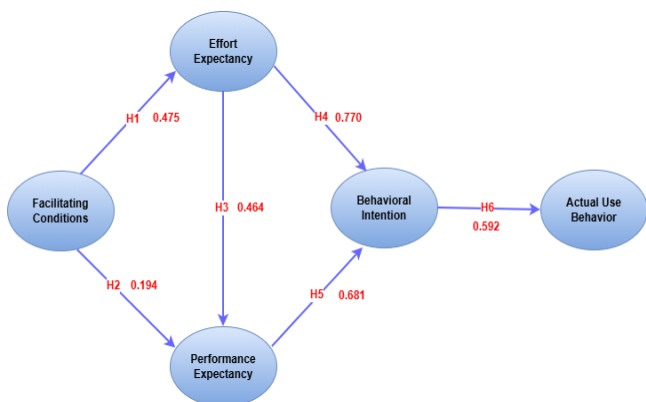 Effort
Expectancy
H1 0.475
H4 0.770
Facilitating
Conditions
H3 0.464
Behavioral
Intention
H6
0.592
Actual Use
Behavior
H2 0.194
H5 0.681
Performance
Expectancy